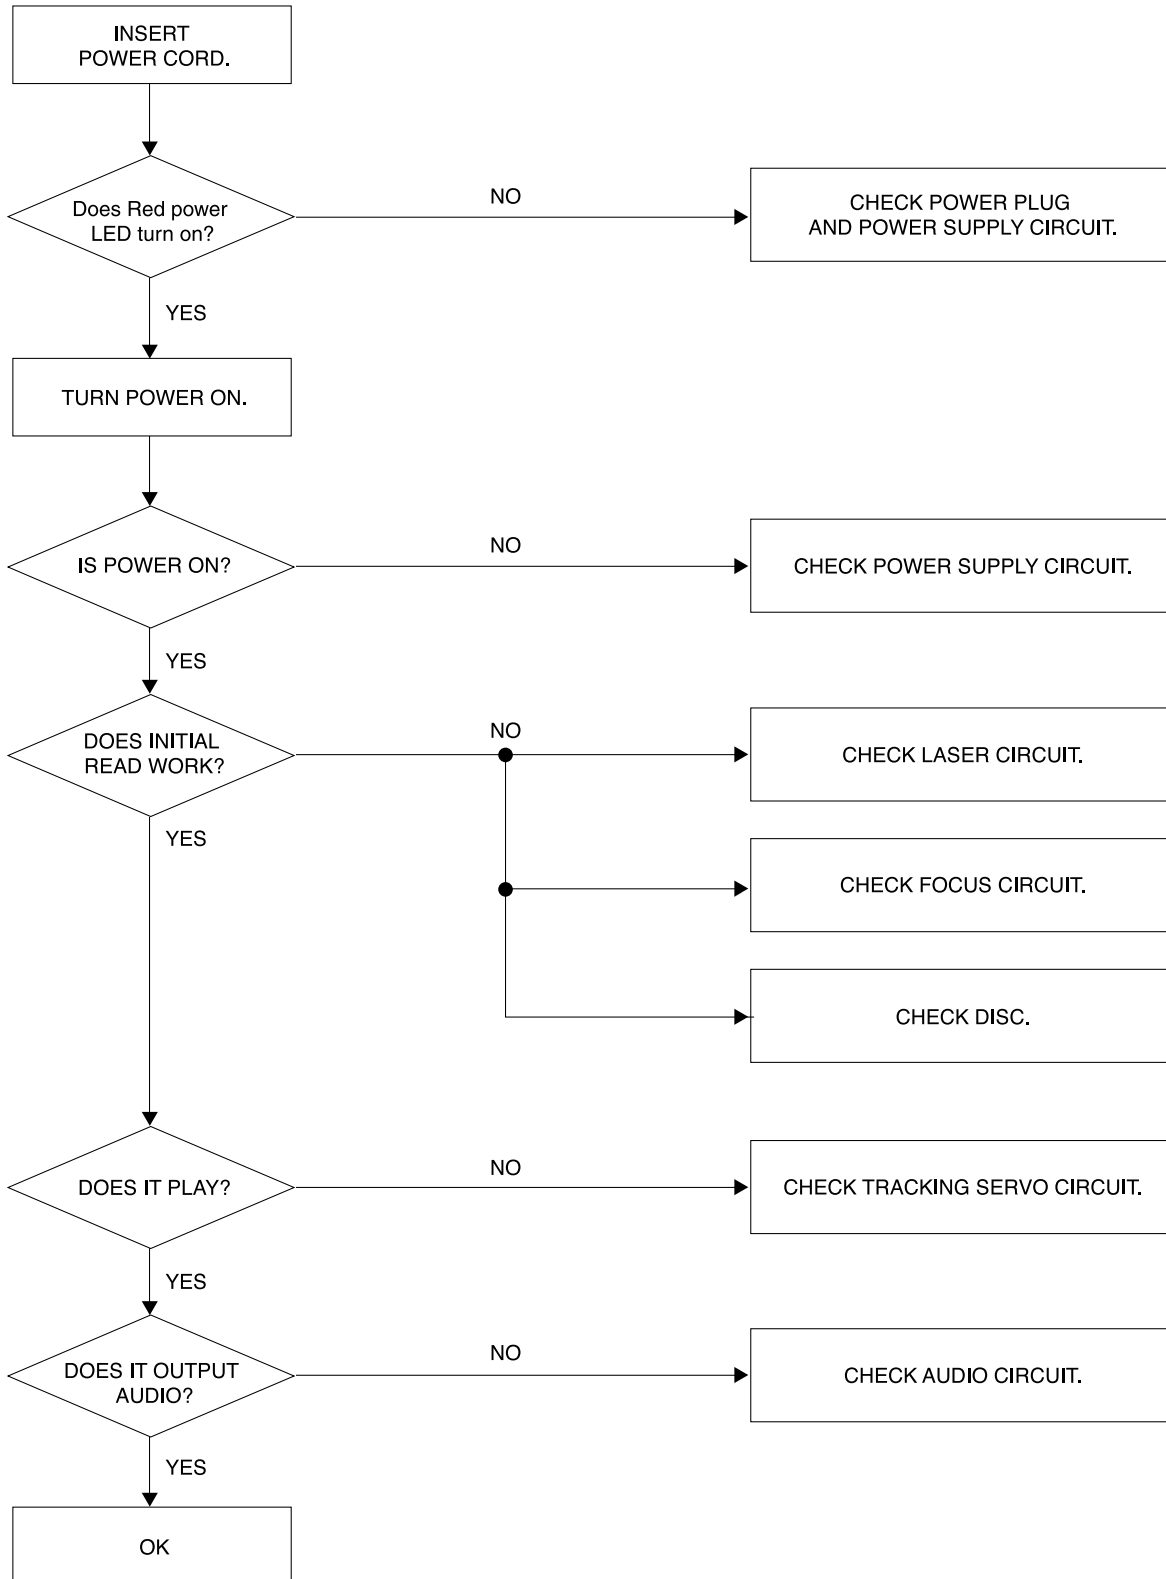 INSERT
POWER CORD.
Does Red power
LED turn on?
NO
CHECK POWER PLUG
AND POWER SUPPLY CIRCUIT.
YES
TURN POWER ON.
IS POWER ON?
NO
CHECK POWER SUPPLY CIRCUIT.
YES
DOES INITIAL
READ WORK?
NO
CHECK LASER CIRCUIT.
YES
CHECK FOCUS CIRCUIT.
CHECK DISC.
DOES IT PLAY?
NO
CHECK TRACKING SERVO CIRCUIT.
YES
DOES IT OUTPUT
AUDIO?
NO
CHECK AUDIO CIRCUIT.
YES
OK